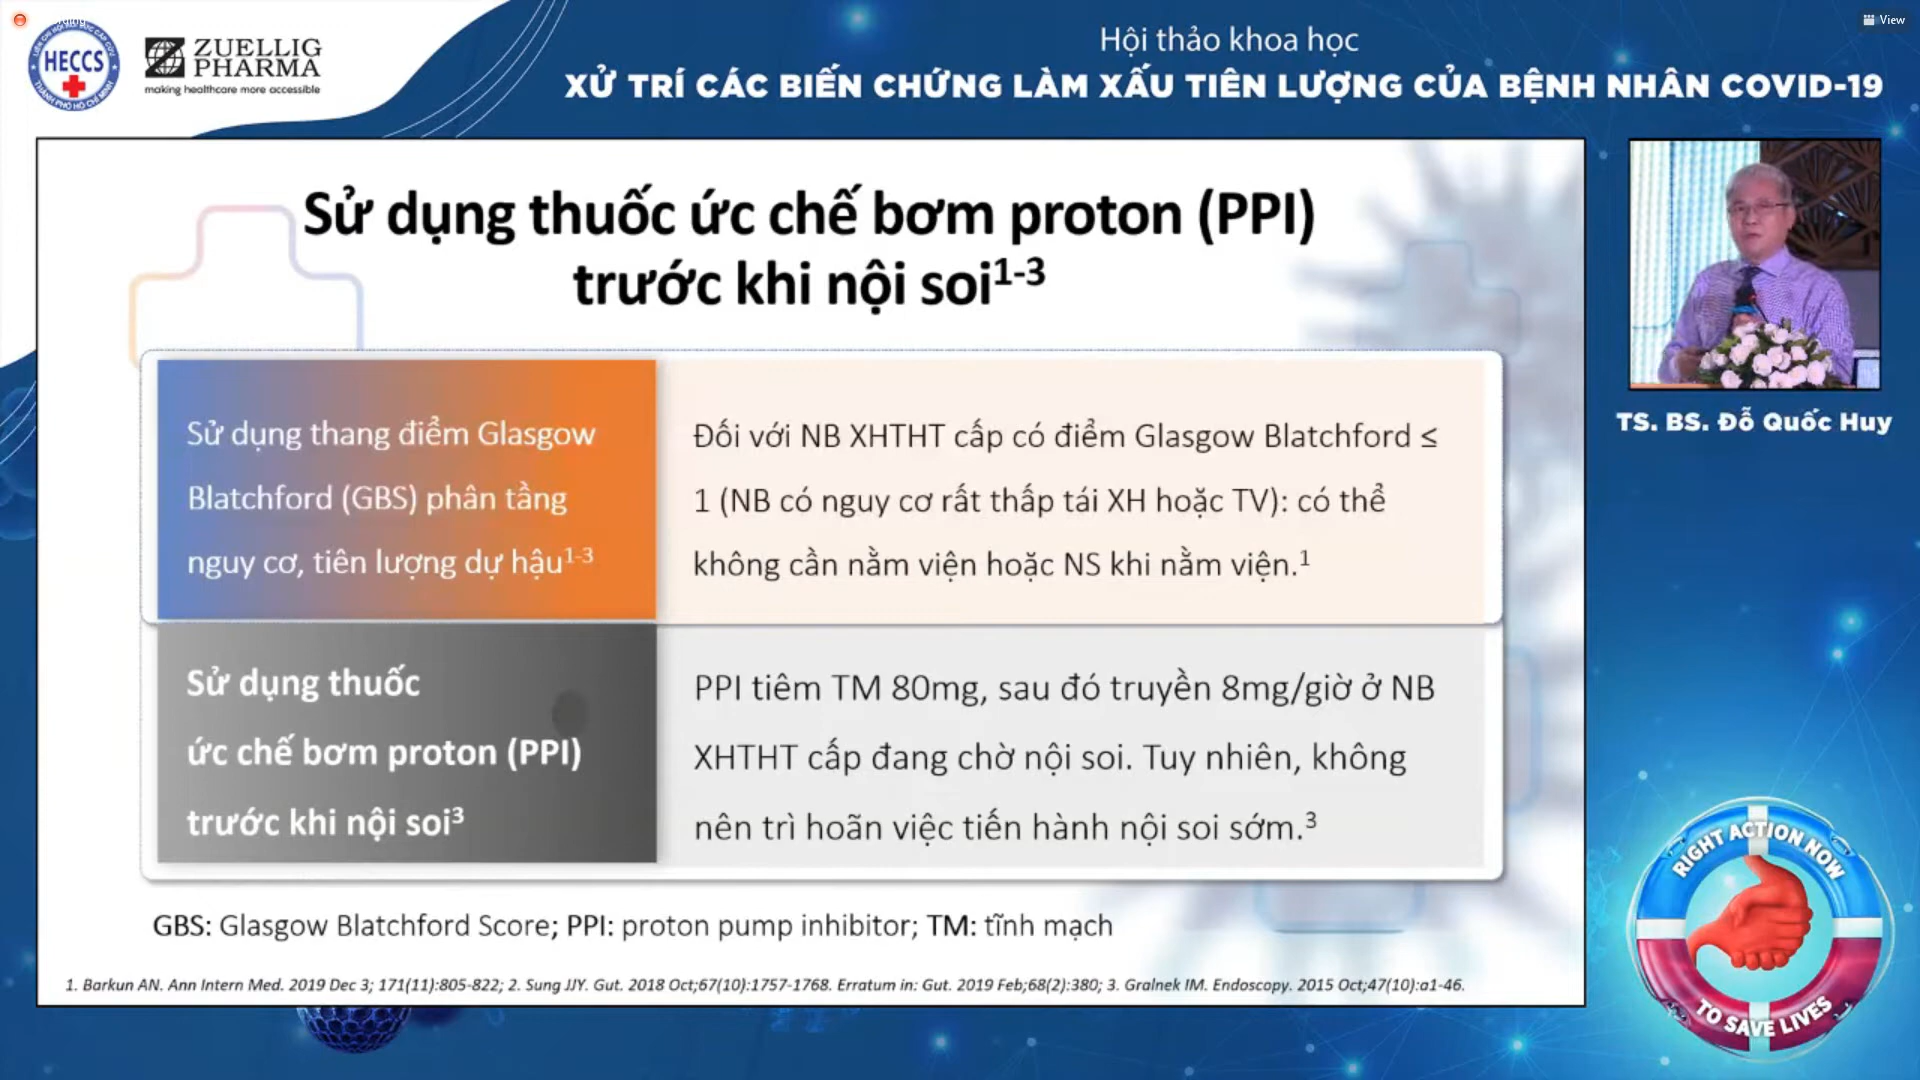 View
HECCS
THÀNH PHỐ HỒ CHÍ MINH
ZUELLIG
PHARMA
making healthcare more accessible
Hội thảo khoa học
XỬ TRÍ CÁC BIẾN CHỨNG LÀM XẤU TIÊN LƯỢNG CỦA BỆNH NHÂN COVID-19
Sử dụng thuốc ức chế bơm proton (PPI)
trước khi nội soi1-3
Sử dụng thang điểm Glasgow
Blatchford (GBS) phân tầng
nguy cơ, tiên lượng dự hậu1-3
Đối với NB XHTHT cấp có điểm Glasgow Blatchford ≤
1 (NB có nguy cơ rất thấp tái XH hoặc TV): có thể
không cần nằm viện hoặc NS khi nằm viện.1
Sử dụng thuốc
ức chế bơm proton (PPI)
trước khi nội soi3
PPI tiêm TM 80mg, sau đó truyền 8mg/giờ ở NB
XHTHT cấp đang chờ nội soi. Tuy nhiên, không
nên trì hoãn việc tiến hành nội soi sớm.3
GBS: Glasgow Blatchford Score; PPI: proton pump inhibitor; TM: tĩnh mạch
1. Barkun AN. Ann Intern Med. 2019 Dec 3; 171(11):805-822; 2. Sung JJY. Gut. 2018 Oct;67(10):1757-1768. Erratum in: Gut. 2019 Feb;68(2):380; 3. Gralnek IM. Endoscopy. 2015 Oct;47(10):a1-46.
TS. BS. Đỗ Quốc Huy
RIGHT ACTION NOW
TO SAVE LIVES